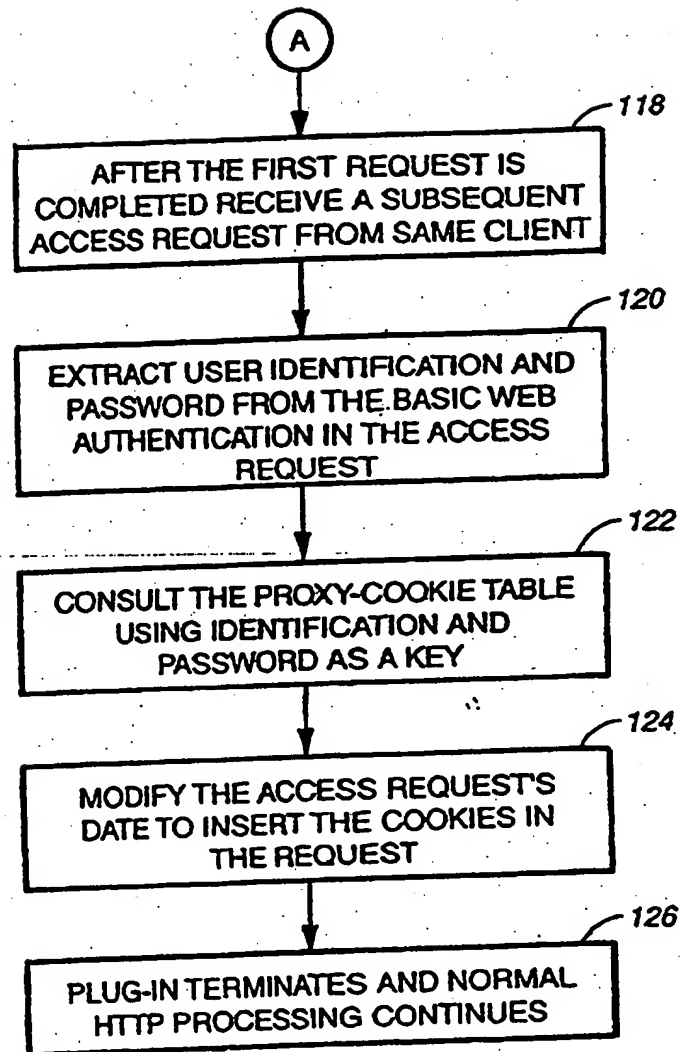 A
118
AFTER THE FIRST REQUEST IS
COMPLETED RECEIVE A SUBSEQUENT
ACCESS REQUEST FROM SAME CLIENT
120
EXTRACT USER IDENTIFICATION AND
PASSWORD FROM THE BASIC WEB
AUTHENTICATION IN THE ACCESS
REQUEST
122
CONSULT THE PROXY-COOKIE TABLE
USING IDENTIFICATION AND
PASSWORD AS A KEY
124
MODIFY THE ACCESS REQUEST'S
DATE TO INSERT THE COOKIES IN
THE REQUEST
126
PLUG-IN TERMINATES AND NORMAL
HTTP PROCESSING CONTINUES